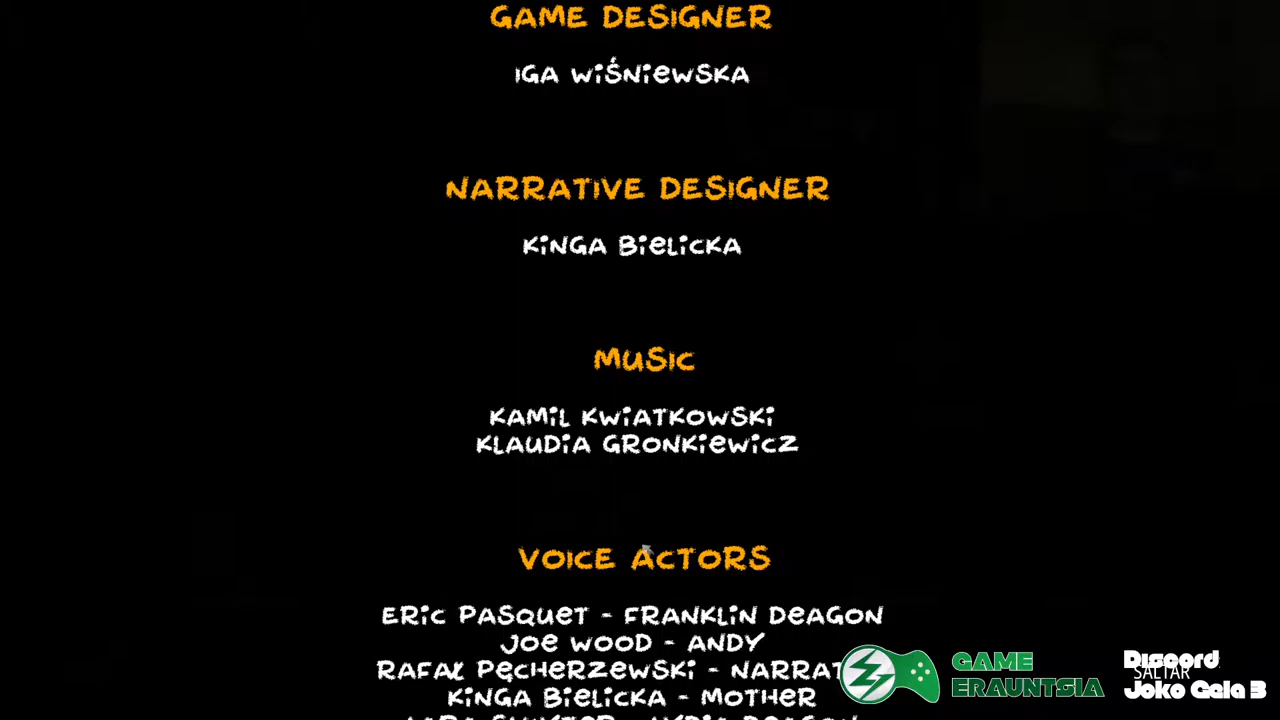 GAME DESIGNER
IGA WIŚNIEWSKA
NARRATIVE DESIGNER
KINGA BIELICKA
MUSIC
KAMIL KWIATKOWSKI
KLAUDIA GRONKIEWICZ
VOICE ACTORS
ERIC PASQUET - FRANKLIN DEAGON
JOE WOOD - ANDY
RAFAŁ PĘCHERZEWSKI - NARRAT
KINGA BIELICKA - MOTHER
GAME
ERAUNTSIA
Discord
SALTAR
Joko Gela 3